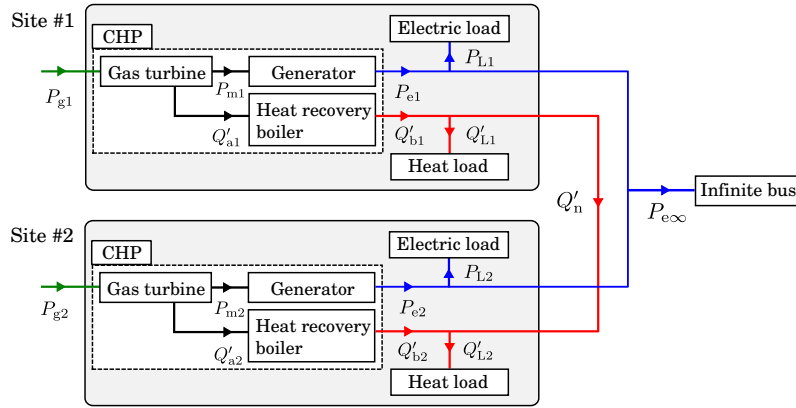 Site #1
CHP
Electric load
Gas turbine
Generator
P_g1
P_m1
P_e1
P_L1
Heat recovery
boiler
Q′_a1
Q′_b1
Q′_L1
Heat load
Q′_n
P_e∞
Infinite bus
Site #2
CHP
Electric load
Gas turbine
Generator
P_g2
P_m2
P_e2
P_L2
Heat recovery
boiler
Q′_a2
Q′_b2
Q′_L2
Heat load